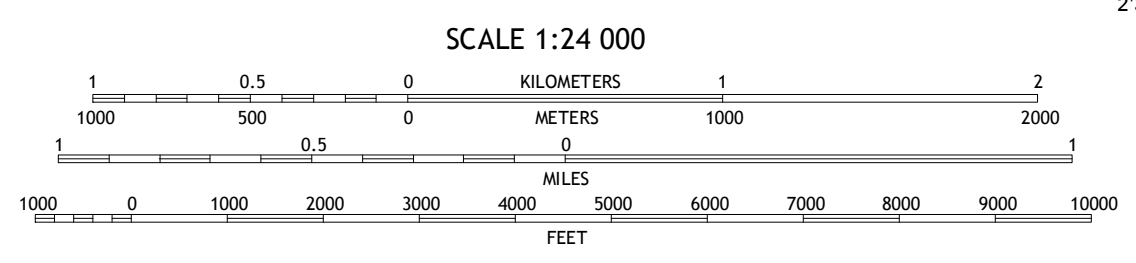 2
SCALE 1:24 000
1 0.5 0 KILOMETERS 1 2
1000 500 0 METERS 1000 2000
1 0.5 0 1
MILES
1000 0 1000 2000 3000 4000 5000 6000 7000 8000 9000 10000
FEET